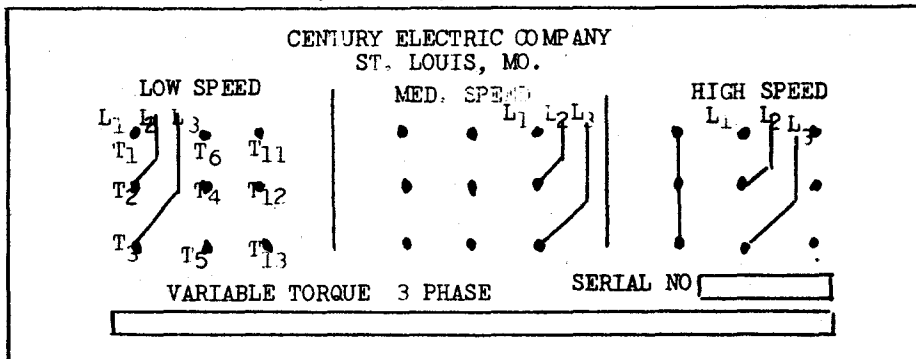 CENTURY ELECTRIC COMPANY
ST. LOUIS, MO.
LOW SPEED
MED. SPEED
HIGH SPEED
L1 L2 L3
L1 L2 L3
L1 L2 L3
T1 T6 T11
T2 T4 T12
T3 T5 T13
VARIABLE TORQUE 3 PHASE
SERIAL NO